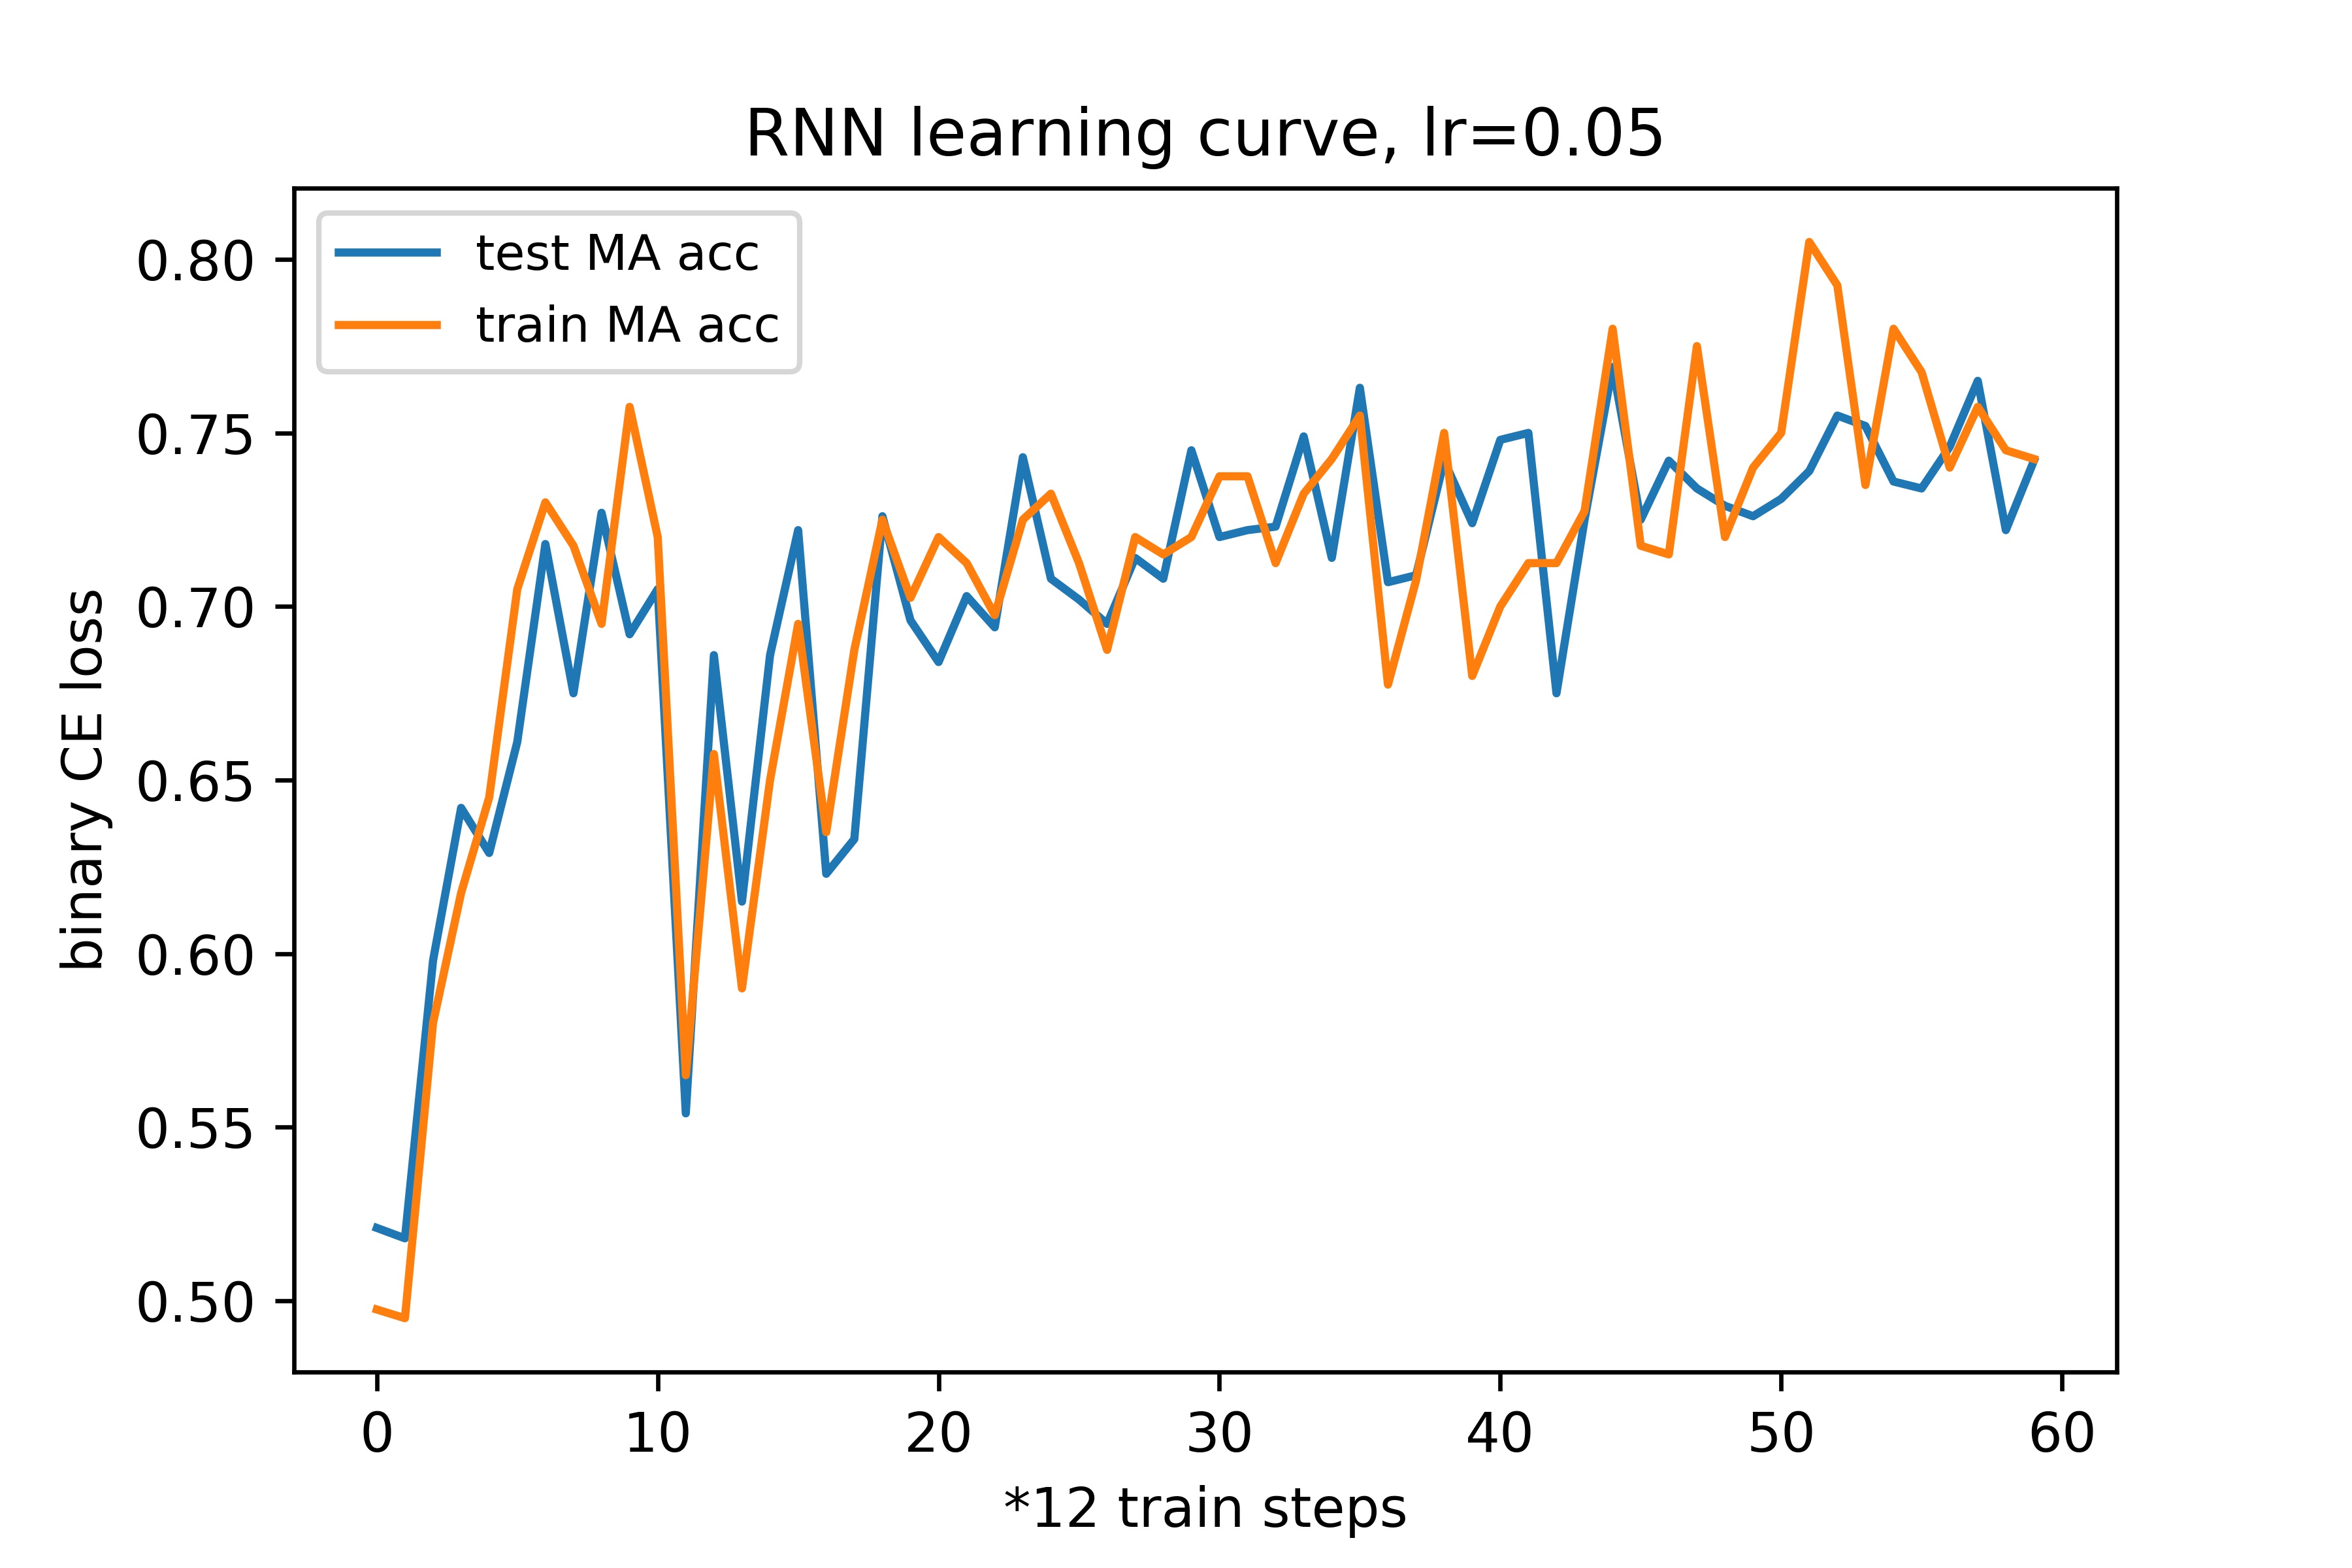 RNN learning curve, lr=0.05
test MA acc
train MA acc
binary CE loss
0.80
0.75
0.70
0.65
0.60
0.55
0.50
0 10 20 30 40 50 60
*12 train steps